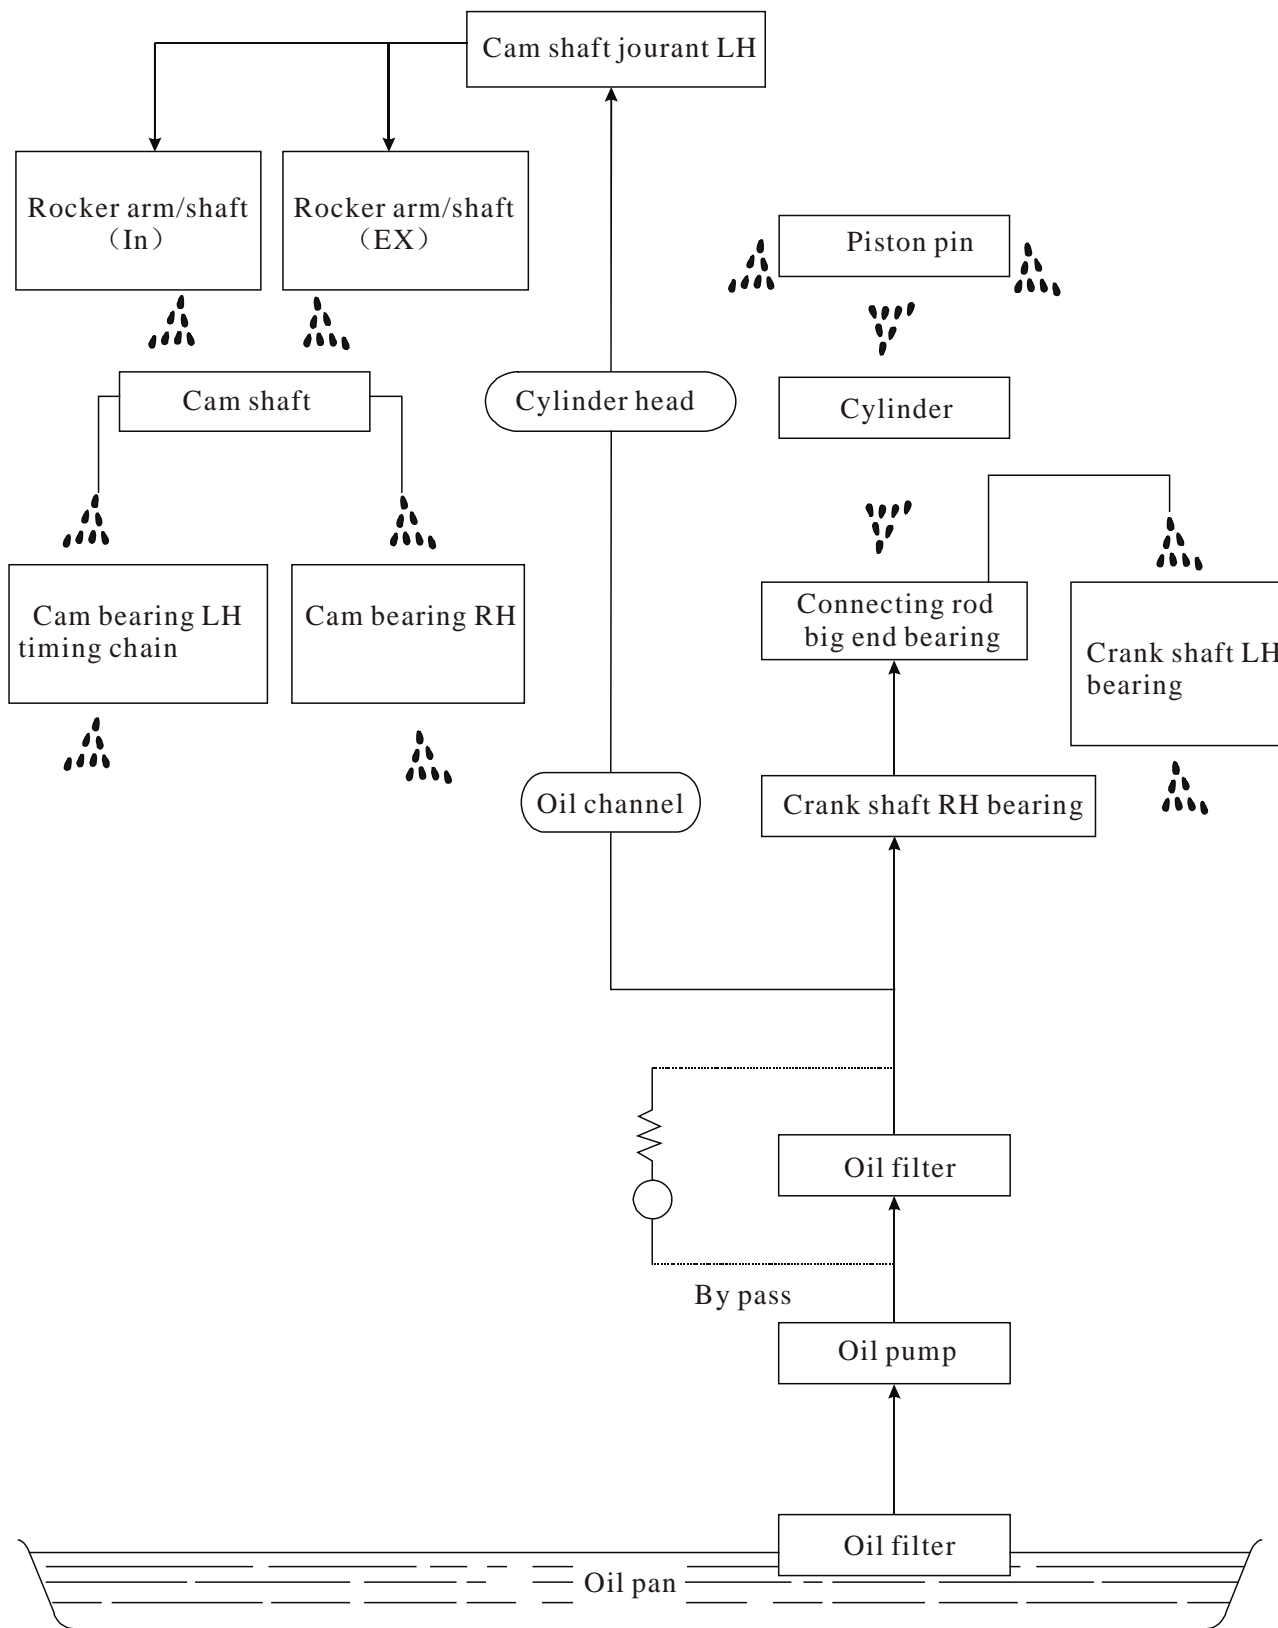 Cam shaft jourant LH
Rocker arm/shaft
（In）
Rocker arm/shaft
（EX）
Piston pin
Cam shaft
Cylinder head
Cylinder
Cam bearing LH
timing chain
Cam bearing RH
Connecting rod
big end bearing
Crank shaft LH
bearing
Oil channel
Crank shaft RH bearing
Oil filter
By pass
Oil pump
Oil filter
Oil pan